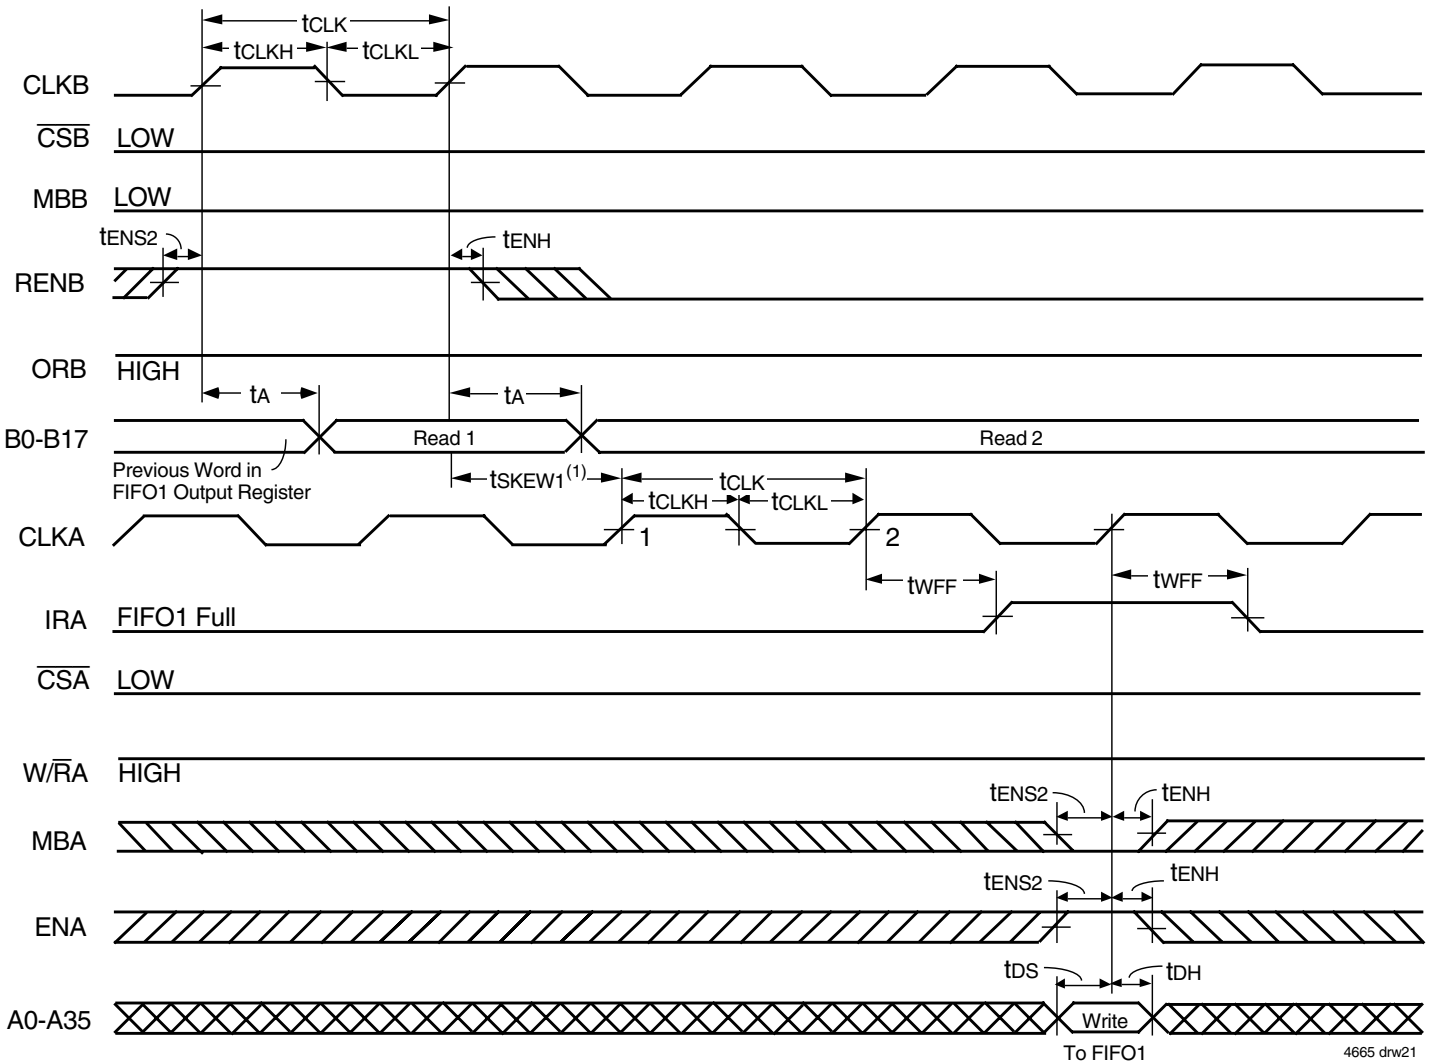 tCLK
tCLKH tCLKL
CLKB
CSB LOW
MBB LOW
tENS2 tENH
RENB
ORB HIGH
tA tA
B0-B17 Read 1 Read 2
Previous Word in
FIFO1 Output Register
tSKEW1(1) tCLK
tCLKH tCLKL
CLKA 1 2
tWFF tWFF
IRA FIFO1 Full
CSA LOW
W/RA HIGH
tENS2 tENH
MBA
tENS2 tENH
ENA
tDS tDH
A0-A35 Write
To FIFO1
4665 drw21